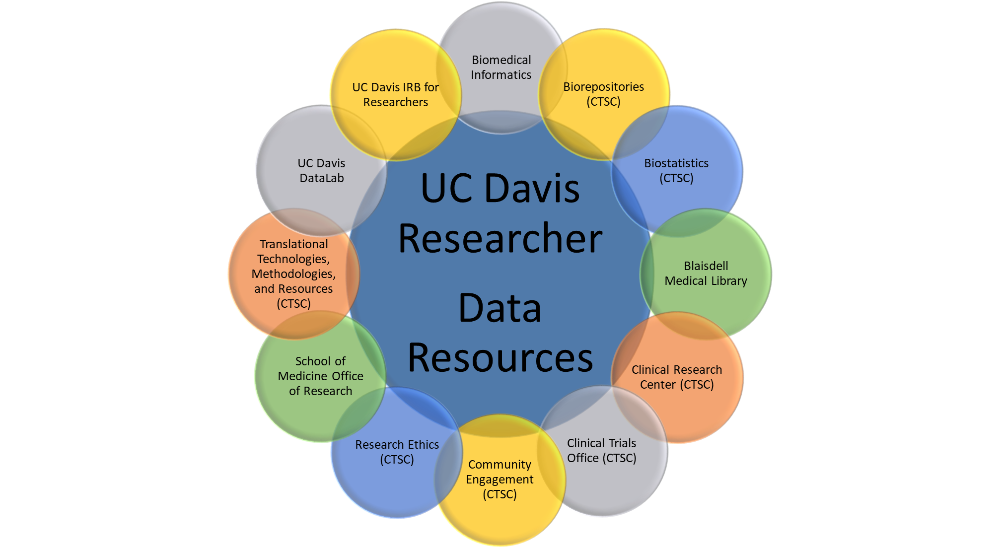 Biomedical
Informatics
Biorepositories
(CTSC)
Biostatistics
(CTSC)
Blaisdell
Medical Library
Clinical Research
Center (CTSC)
Clinical Trials
Office (CTSC)
Community
Engagement
(CTSC)
Research Ethics
(CTSC)
School of
Medicine Office
of Research
Translational
Technologies,
Methodologies,
and Resources
(CTSC)
UC Davis
DataLab
UC Davis IRB for
Researchers
UC Davis
Researcher
Data
Resources